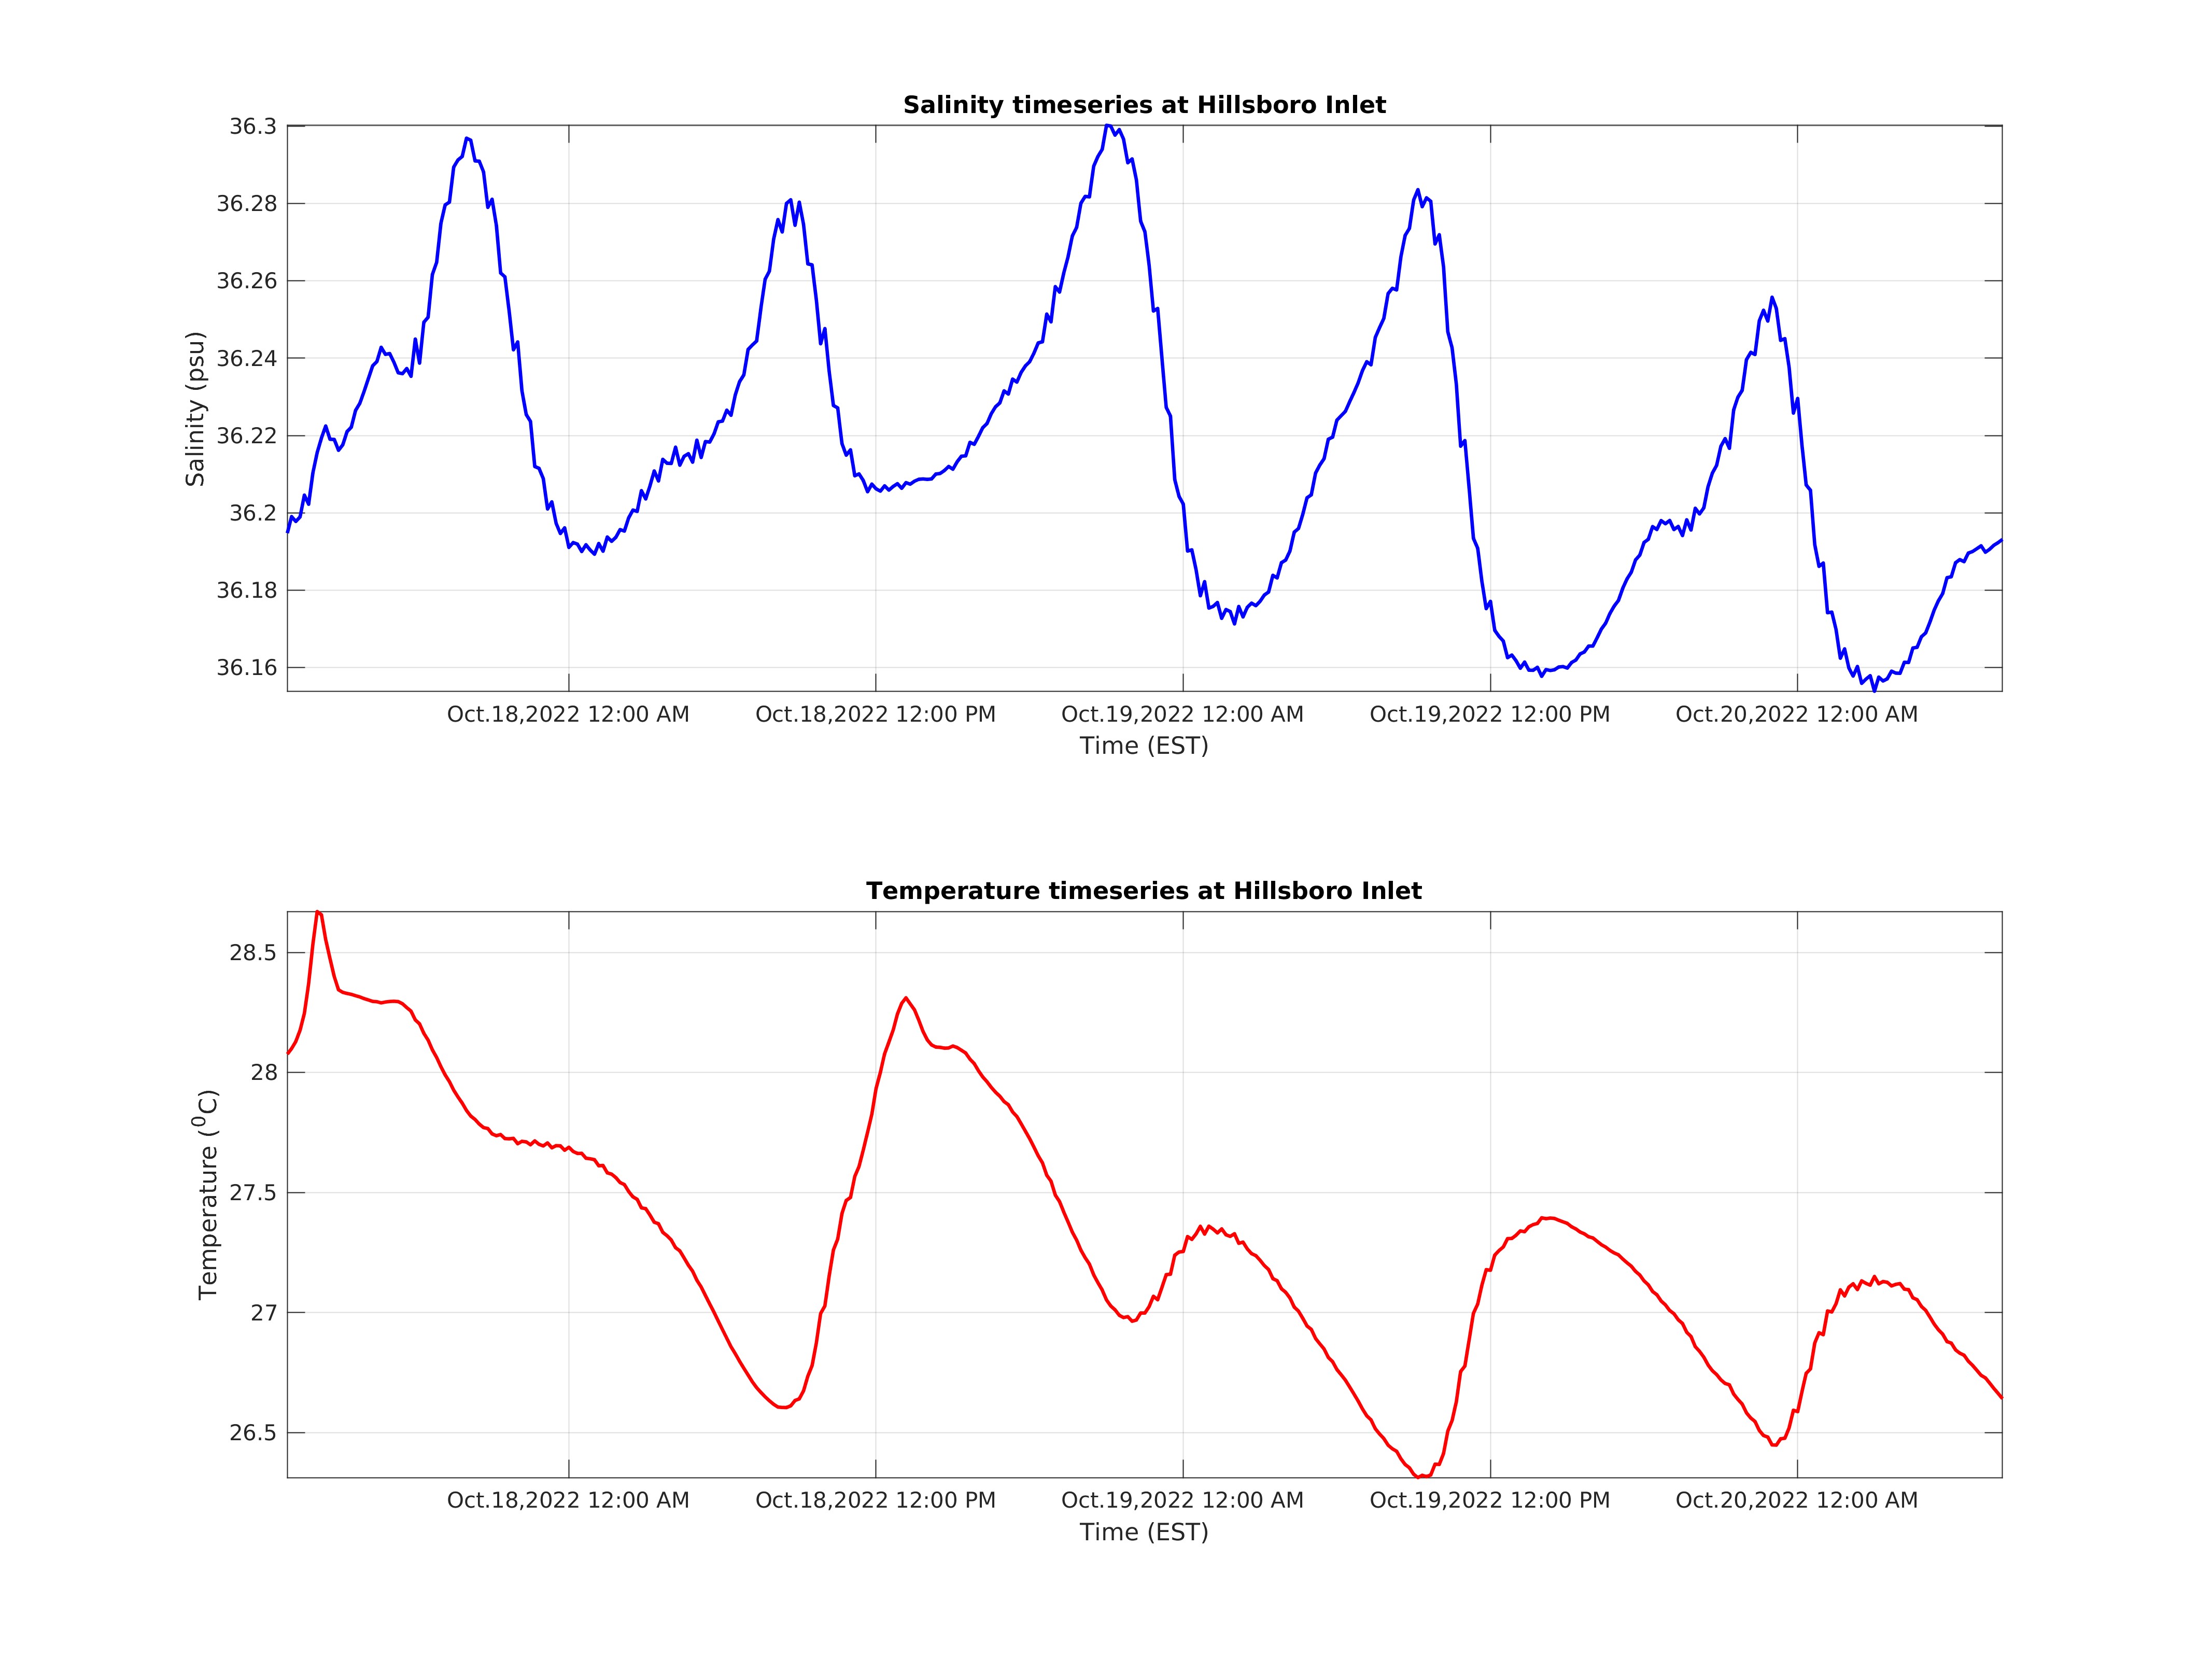 Salinity timeseries at Hillsboro Inlet
36.3
36.28
36.26
36.24
36.22
36.2
36.18
36.16
Salinity (psu)
Oct.18,2022 12:00 AM Oct.18,2022 12:00 PM Oct.19,2022 12:00 AM Oct.19,2022 12:00 PM Oct.20,2022 12:00 AM
Time (EST)
Temperature timeseries at Hillsboro Inlet
28.5
28
27.5
27
26.5
Temperature (⁰C)
Oct.18,2022 12:00 AM Oct.18,2022 12:00 PM Oct.19,2022 12:00 AM Oct.19,2022 12:00 PM Oct.20,2022 12:00 AM
Time (EST)